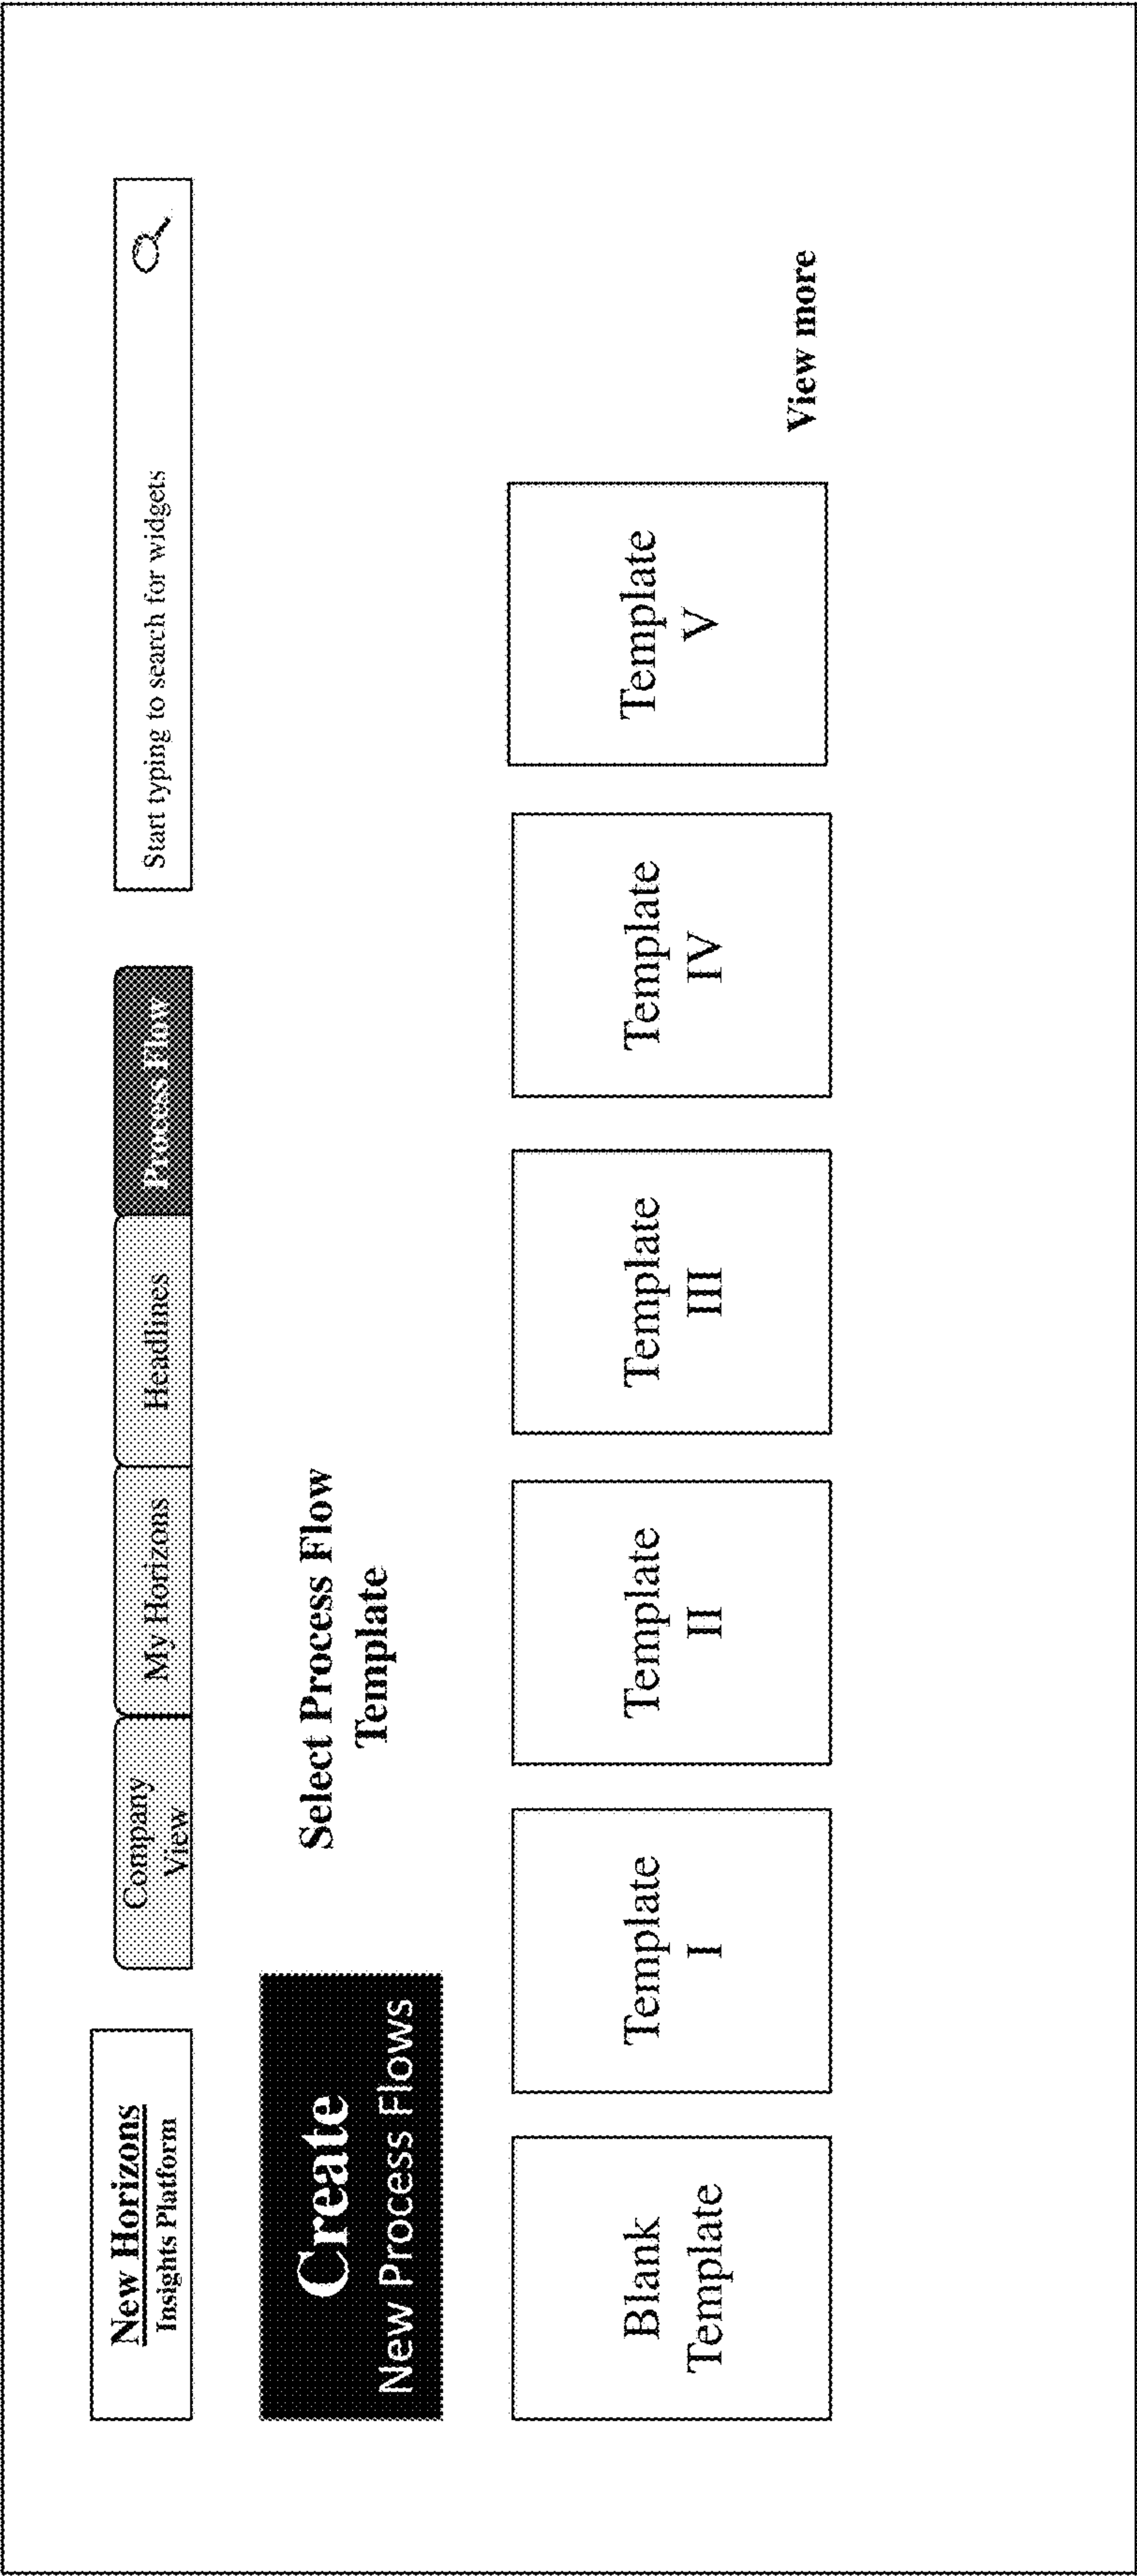 New Horizons
Insights Platform
Company
View
My Horizons
Headlines
Process Flow
Start typing to search for widgets
Create
New Process Flows
Select Process Flow
Template
Blank
Template
Template
I
Template
II
Template
III
Template
IV
Template
V
View more